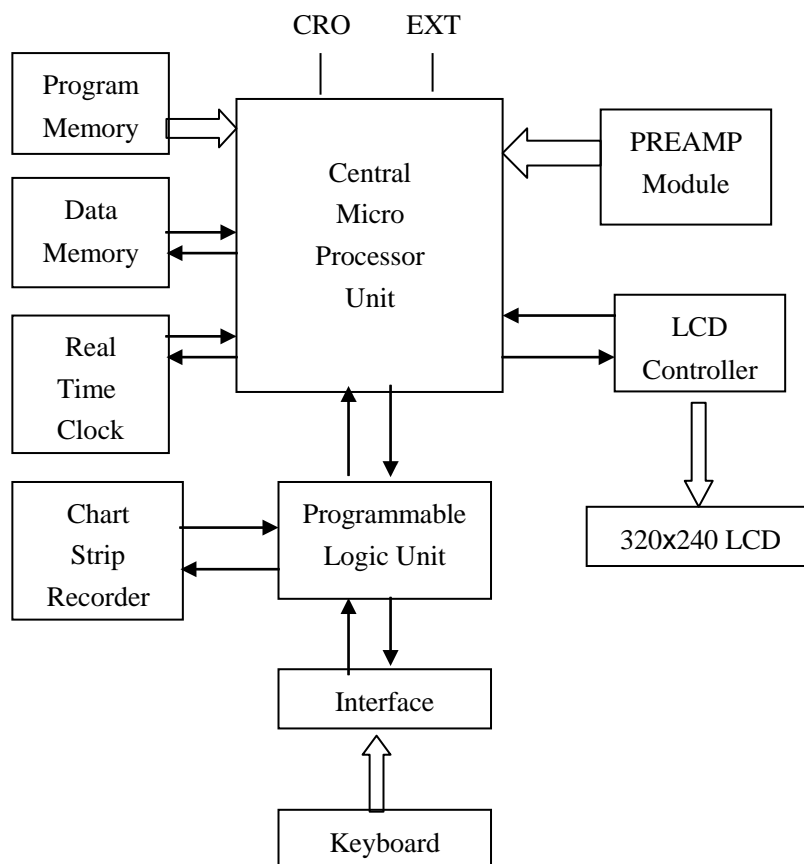 CRO
EXT
Program
Memory
Central
Micro
Processor
Unit
PREAMP
Module
Data
Memory
Real
Time
Clock
LCD
Controller
Chart
Strip
Recorder
Programmable
Logic Unit
320x240 LCD
Interface
Keyboard